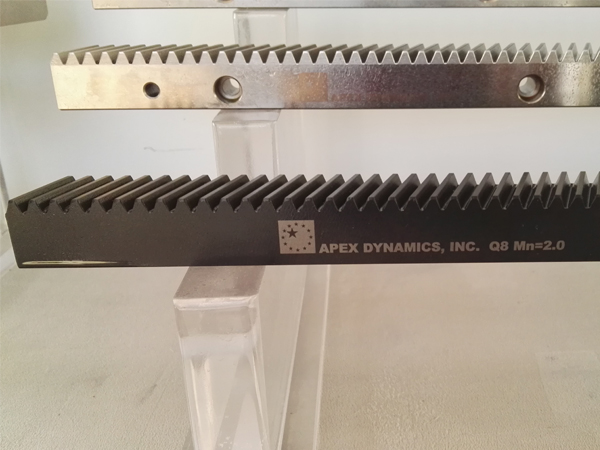 APEX DYNAMICS, INC. Q8 Mn=2.0